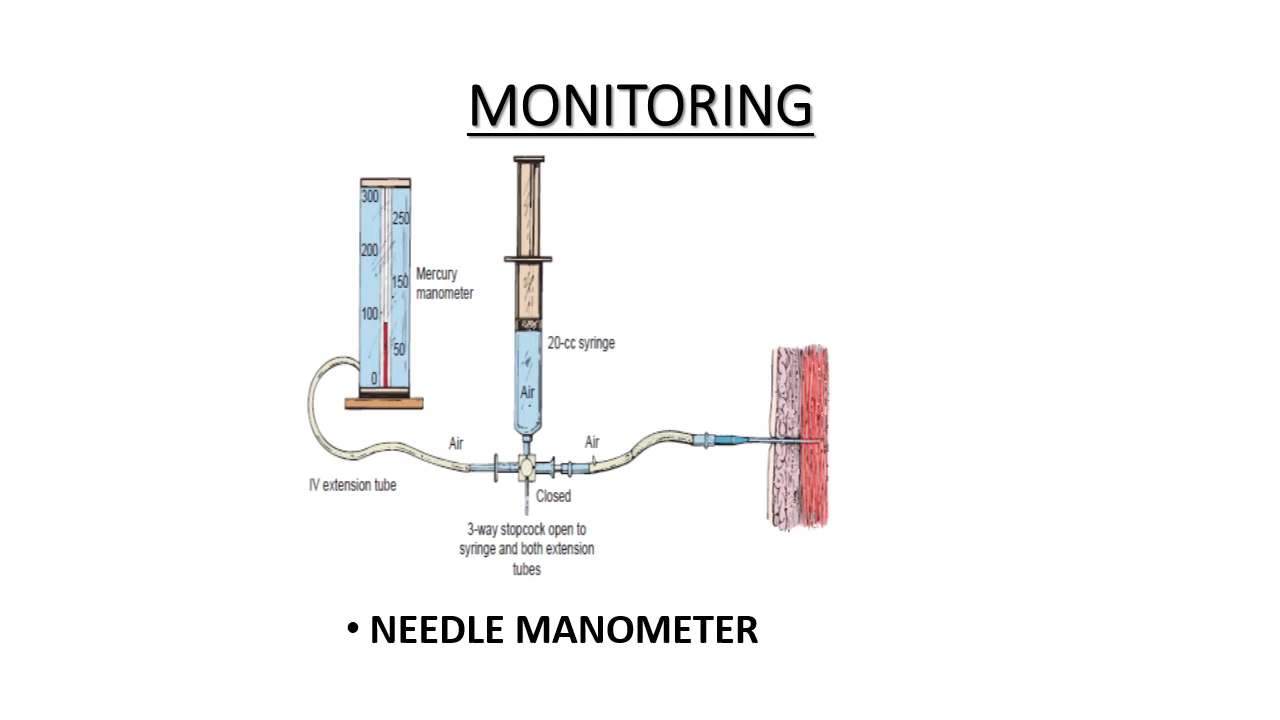 MONITORING
300
250
200
150
100
50
0
Mercury
manometer
20-cc syringe
Air
Air
Air
IV extension tube
Closed
3-way stopcock open to
syringe and both extension
tubes
• NEEDLE MANOMETER